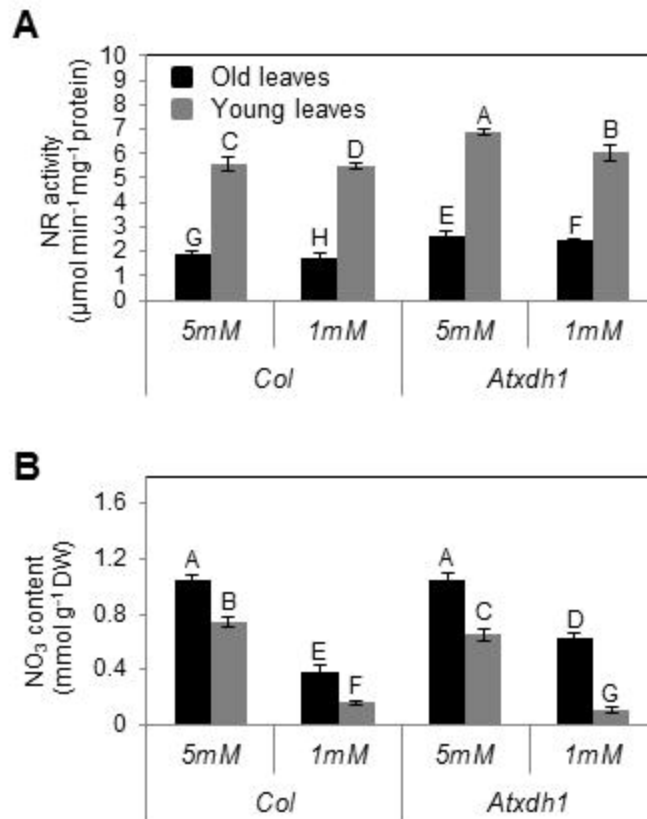 A
10
9
8
7
6
5
4
3
2
1
0
NR activity
(µmol min⁻¹ mg⁻¹ protein)
Old leaves
Young leaves
G C H D E A F B
5mM 1mM 5mM 1mM
Col Atxdh1
B
1.6
1.2
0.8
0.4
0
NO₃ content
(mmol g⁻¹ DW)
A B E F A C D G
5mM 1mM 5mM 1mM
Col Atxdh1